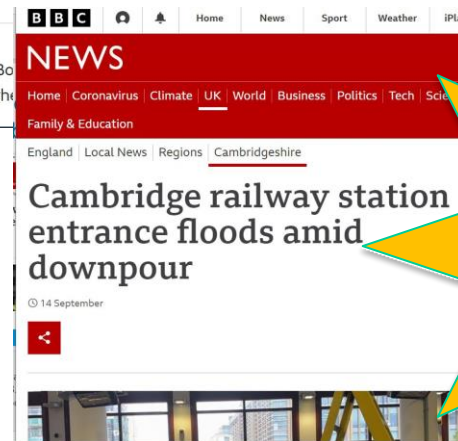 BBC Home News Sport Weather
NEWS
Home Coronavirus Climate UK World Business Politics Tech
Family & Education
England Local News Regions Cambridgeshire
Cambridge railway station
entrance floods amid
downpour
14 September